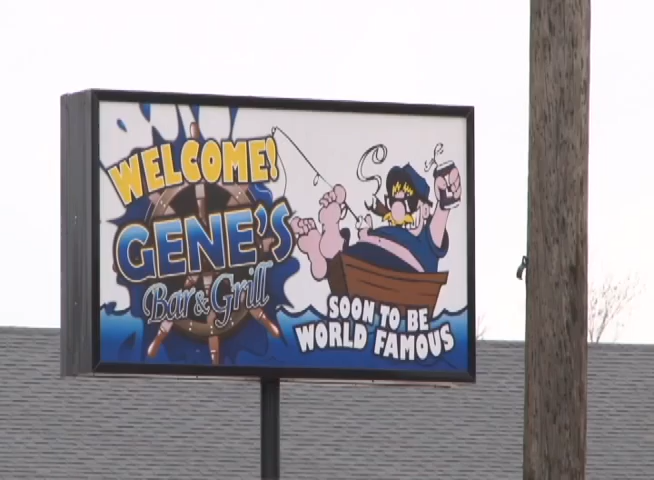 WELCOME!
GENE'S
Bar & Grill
SOON TO BE
WORLD FAMOUS